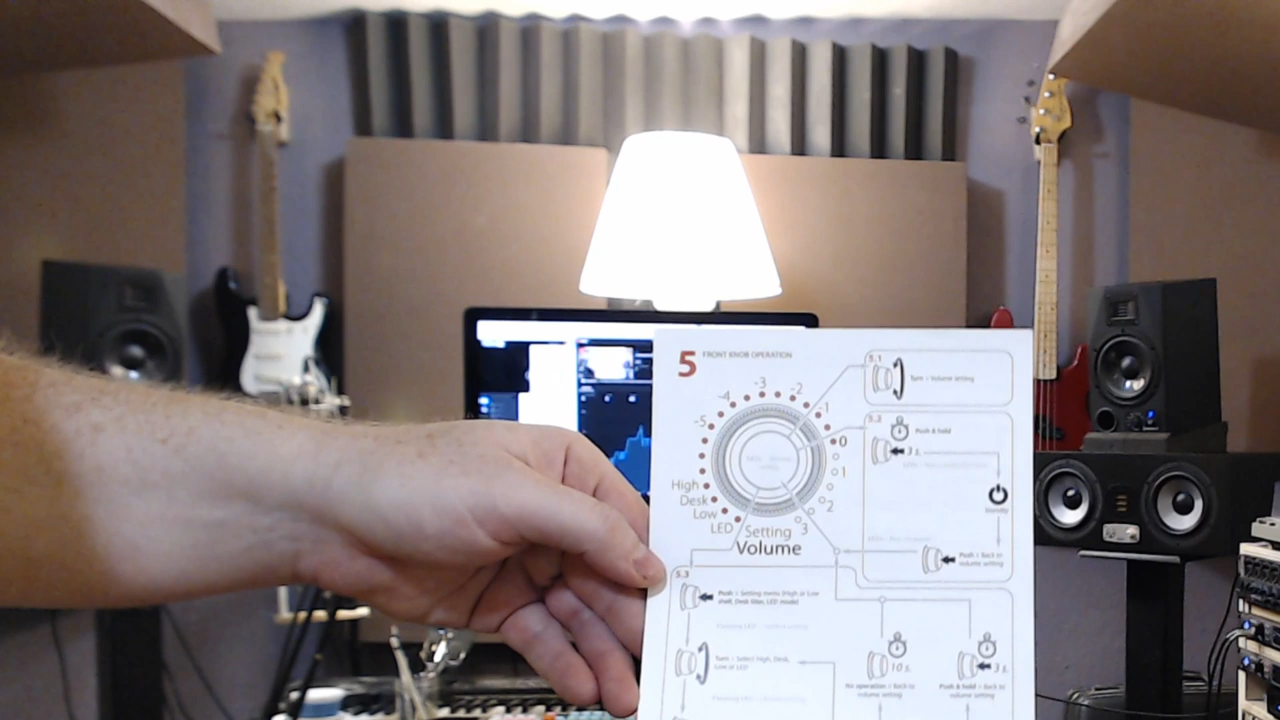 5 FRONT KNOB OPERATION
5.1
Turn > Volume setting
-5
-4
-3
-2
-1
0
1
2
3
High
Desk
Low
LED
Setting
Volume
5.2
Push & hold
3 s.
Standby
Push > Back to
volume setting
5.3
Push > Setting menu (High or Low
shelf, Desk filter, LED mode)
Turn > Select High, Desk,
Low or LED
10 s.
No operation > Back to
volume setting
3 s.
Push & hold > Back to
volume setting